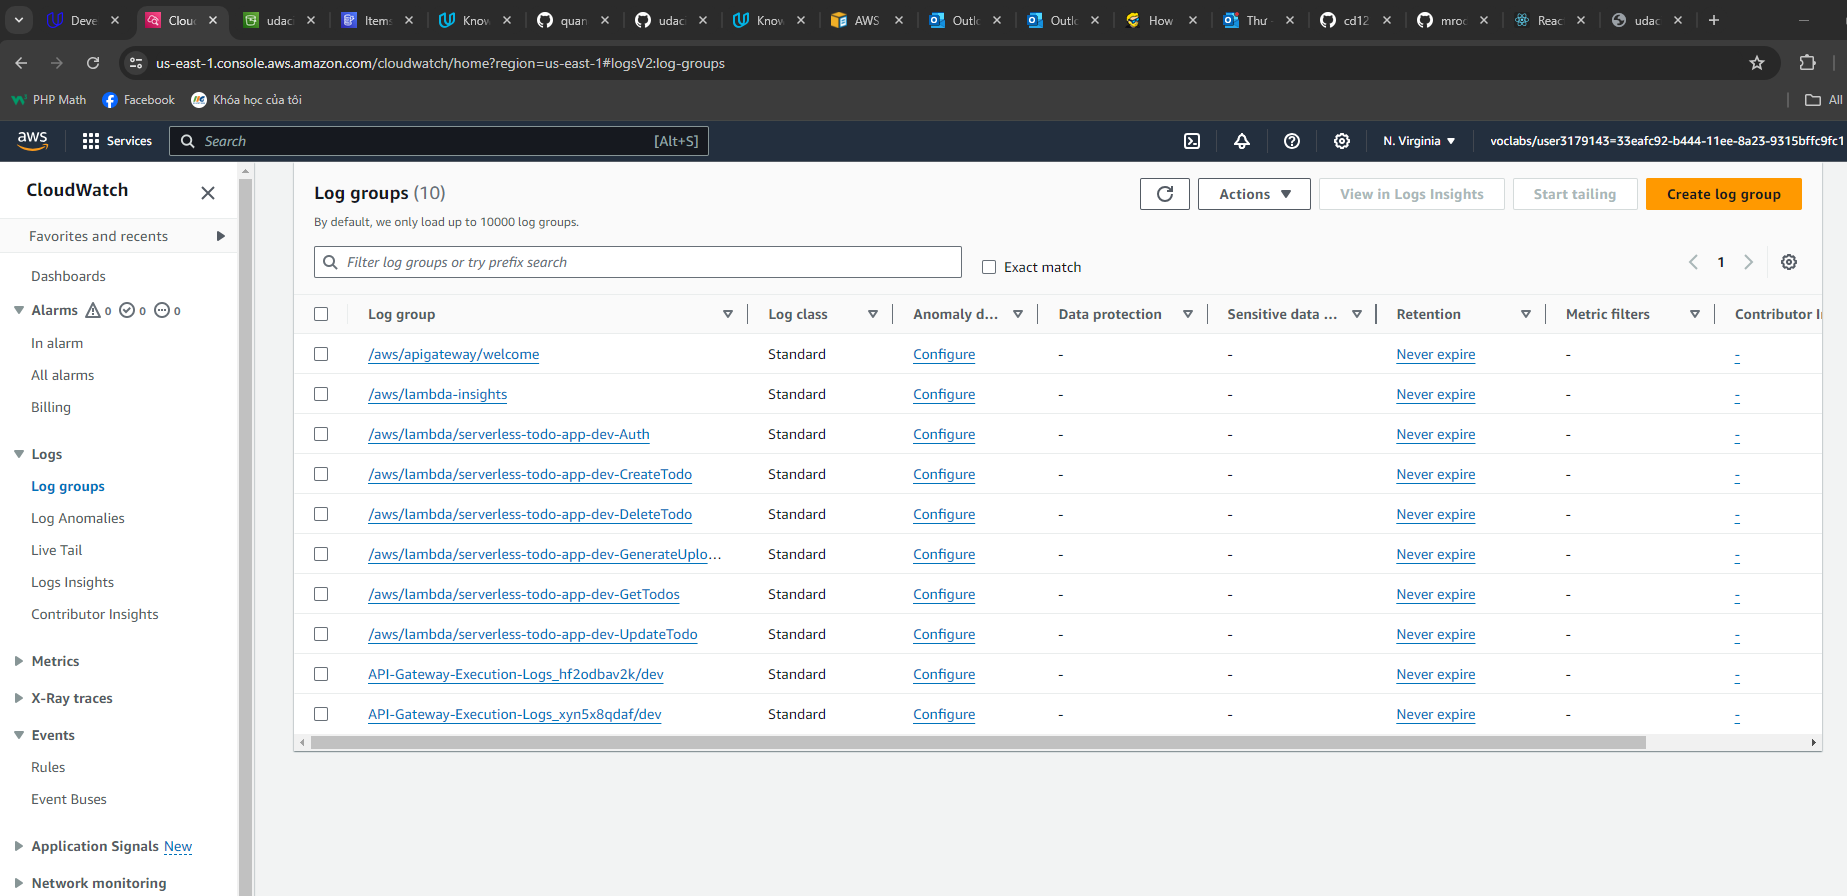 Deve
Clou
udac
Items
Know
quan
udaci
Know
AWS
Outlo
Outlo
How
Thư
cd12
mroc
Reac
udac
us-east-1.console.aws.amazon.com/cloudwatch/home?region=us-east-1#logsV2:log-groups
PHP Math
Facebook
Khóa học của tôi
All
aws
Services
Search
[Alt+S]
N. Virginia
voclabs/user3179143=33eafc92-b444-11ee-8a23-9315bffc9fc1
CloudWatch
Favorites and recents
Dashboards
Alarms 0 0 0
In alarm
All alarms
Billing
Logs
Log groups
Log Anomalies
Live Tail
Logs Insights
Contributor Insights
Metrics
X-Ray traces
Events
Rules
Event Buses
Application Signals New
Network monitoring
Log groups (10)
By default, we only load up to 10000 log groups.
Actions
View in Logs Insights
Start tailing
Create log group
Filter log groups or try prefix search
Exact match
1
Log group Log class Anomaly d... Data protection Sensitive data ... Retention Metric filters Contributor I
/aws/apigateway/welcome Standard Configure - - Never expire - -
/aws/lambda-insights Standard Configure - - Never expire - -
/aws/lambda/serverless-todo-app-dev-Auth Standard Configure - - Never expire - -
/aws/lambda/serverless-todo-app-dev-CreateTodo Standard Configure - - Never expire - -
/aws/lambda/serverless-todo-app-dev-DeleteTodo Standard Configure - - Never expire - -
/aws/lambda/serverless-todo-app-dev-GenerateUplo... Standard Configure - - Never expire - -
/aws/lambda/serverless-todo-app-dev-GetTodos Standard Configure - - Never expire - -
/aws/lambda/serverless-todo-app-dev-UpdateTodo Standard Configure - - Never expire - -
API-Gateway-Execution-Logs_hf2odbav2k/dev Standard Configure - - Never expire - -
API-Gateway-Execution-Logs_xyn5x8qdaf/dev Standard Configure - - Never expire - -